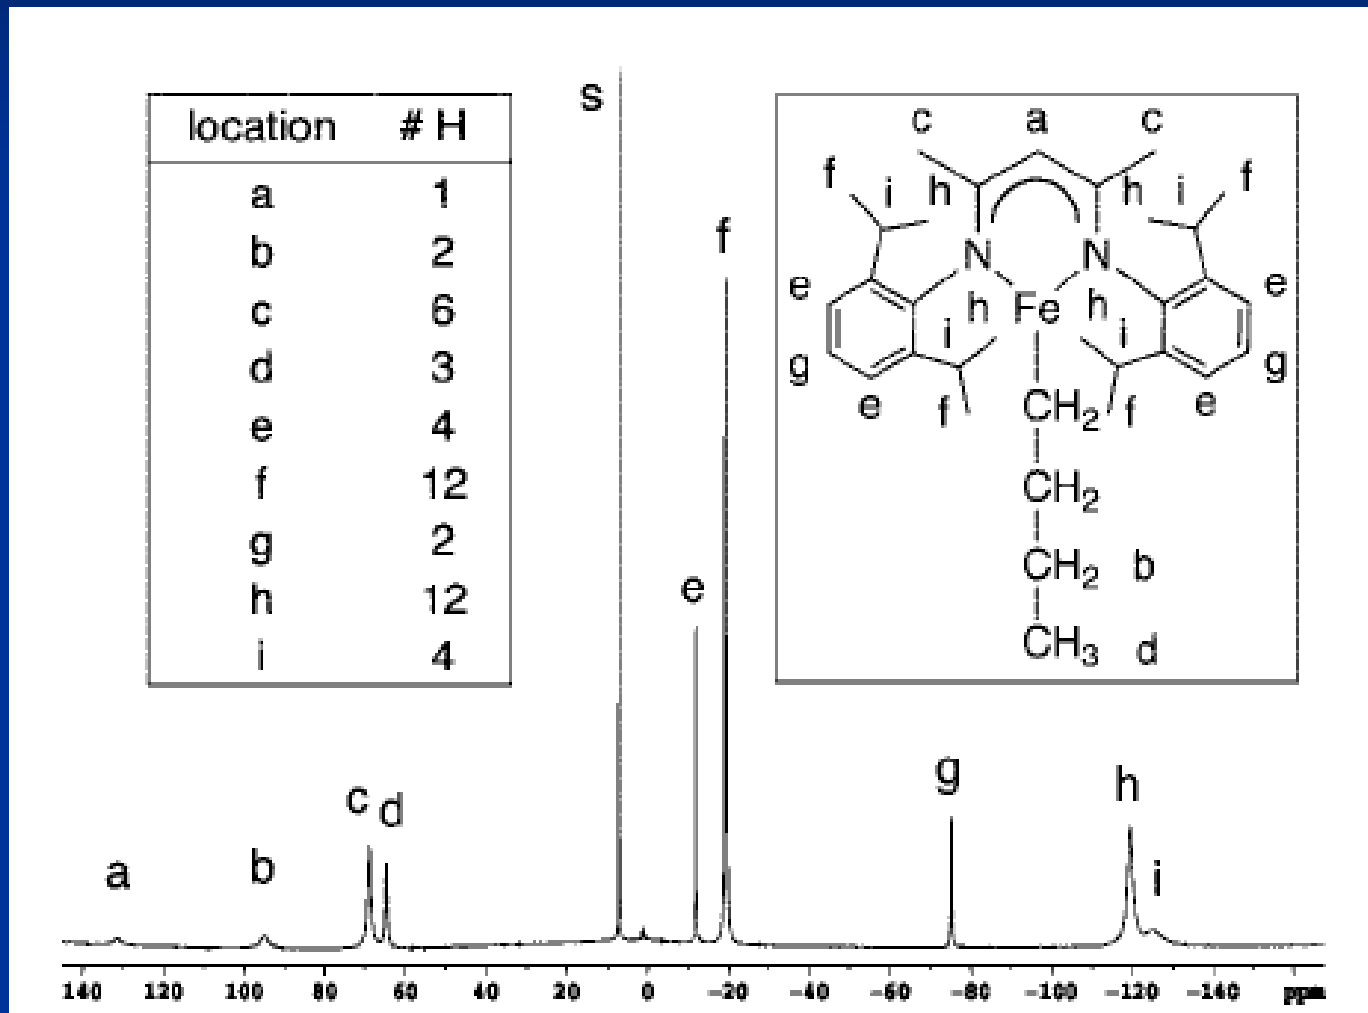 s
location # H
a 1
b 2
c 6
d 3
e 4
f 12
g 2
h 12
i 4
c a c
f i h h i f
N N
e e
h Fe h
i i
g g
e f CH₂ f e
CH₂
CH₂ b
CH₃ d
f
e
g
h
c d
a b i
140 120 100 80 60 40 20 0 -20 -40 -60 -80 -100 -120 -140 ppm